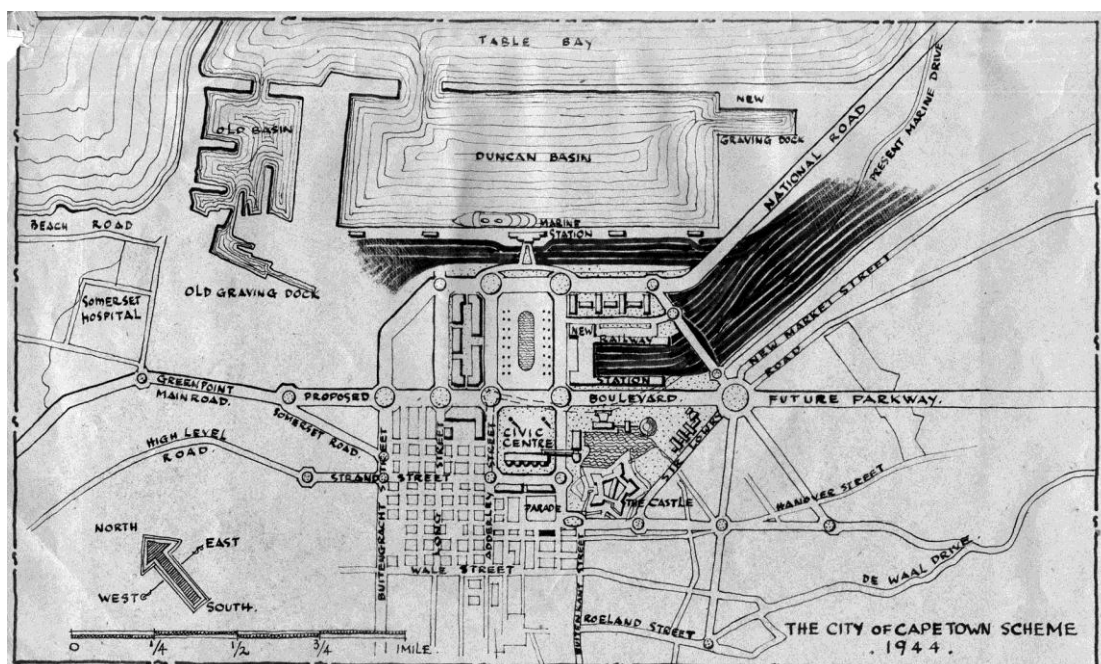 TABLE BAY
OLD BASIN
NEW
GRAVING DOCK
DUNCAN BASIN
NATIONAL ROAD
PRESENT MARINE DRIVE
BEACH ROAD
MARINE
STATION
OLD GRAVING DOCK
SOMERSET
HOSPITAL
NEW
RAILWAY
STATION
NEW MARKET STREET
ROAD
GREENPOINT
MAINROAD.
PROPOSED
BOULEVARD.
FUTURE PARKWAY.
SOMERSET ROAD.
HIGH LEVEL
ROAD.
CIVIC
CENTRE
SIR LOWRY
STRAND STREET
BUITENGRACHT STREET
LONG STREET
ADDERLEY STREET
THE CASTLE
HANOVER STREET
PARADE
WALE STREET
BUITENKANT STREET
DE WAAL DRIVE
ROELAND STREET
NORTH
EAST
WEST
SOUTH.
0 1/4 1/2 3/4 1 MILE.
THE CITY OF CAPETOWN SCHEME
. 1944.